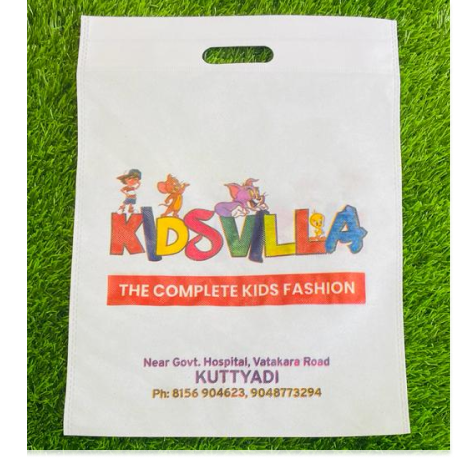 KIDSVILLA
THE COMPLETE KIDS FASHION
Near Govt. Hospital, Vatakara Road
KUTTYADI
Ph: 8156 904623, 9048773294